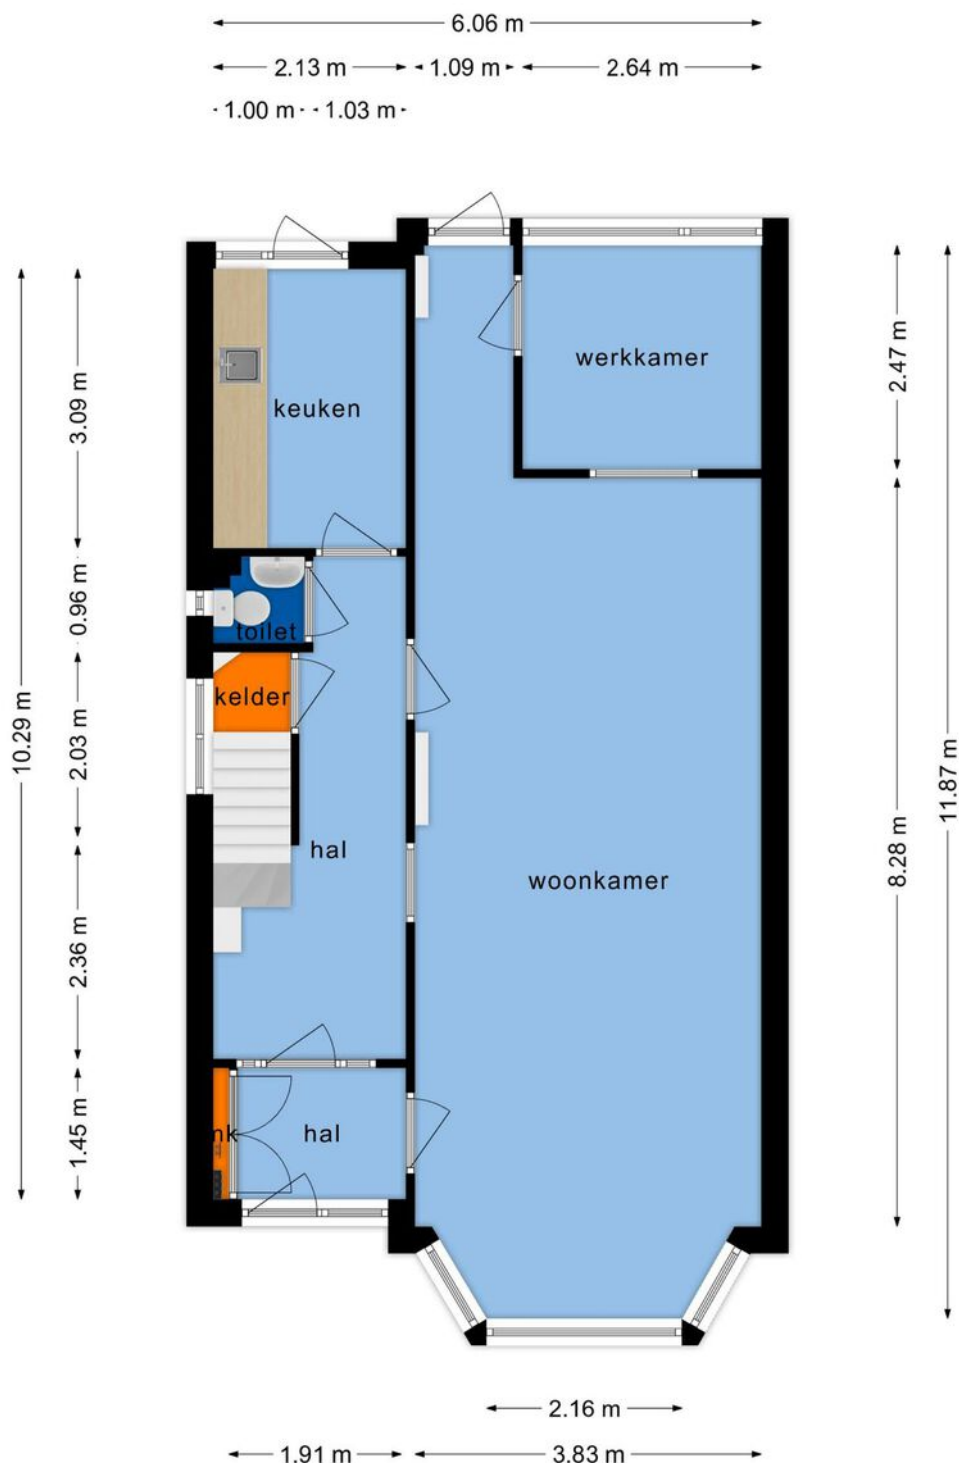 6.06 m
2.13 m
1.09 m
2.64 m
1.00 m
1.03 m
werkkamer
keuken
toilet
kelder
hal
woonkamer
mk
hal
3.09 m
0.96 m
2.03 m
2.36 m
1.45 m
10.29 m
2.47 m
8.28 m
11.87 m
2.16 m
1.91 m
3.83 m